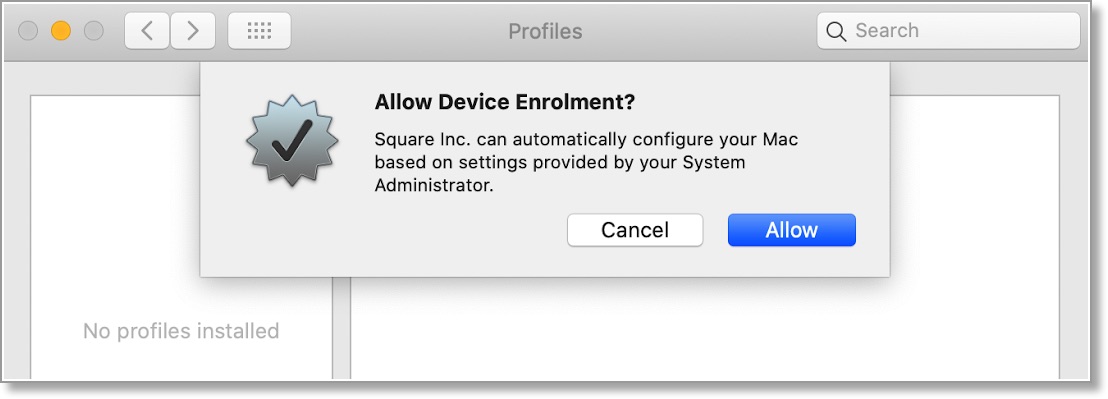 Profiles
Search
Allow Device Enrolment?
Square Inc. can automatically configure your Mac
based on settings provided by your System
Administrator.
Cancel
Allow
No profiles installed